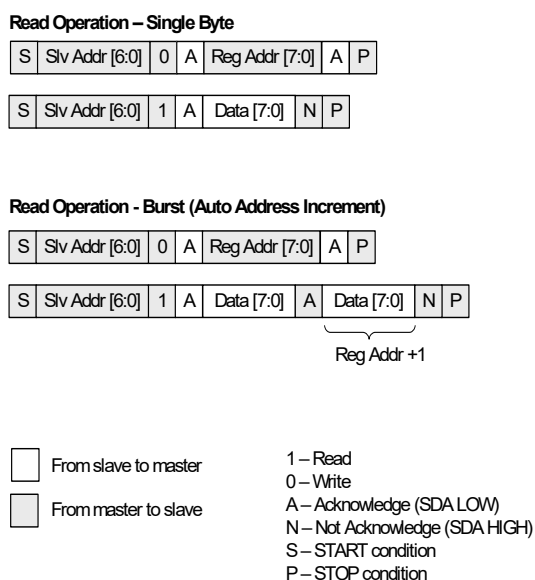 Read Operation – Single Byte
S Slv Addr [6:0] 0 A Reg Addr [7:0] A P
S Slv Addr [6:0] 1 A Data [7:0] N P
Read Operation - Burst (Auto Address Increment)
S Slv Addr [6:0] 0 A Reg Addr [7:0] A P
S Slv Addr [6:0] 1 A Data [7:0] A Data [7:0] N P
Reg Addr +1
From slave to master
From master to slave
1 – Read
0 – Write
A – Acknowledge (SDA LOW)
N – Not Acknowledge (SDA HIGH)
S – START condition
P – STOP condition